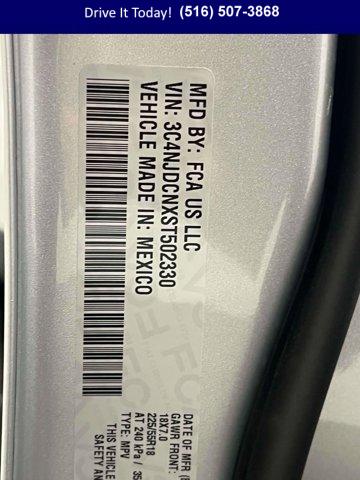 Drive It Today! (516) 507-3868
MFD BY: FCA US LLC
VIN: 3C4NJDCNXST502330
VEHICLE MADE IN: MEXICO
DATE OF MFR
GAWR FRONT:
18X7.0
225/55R18
AT 240 kPa / 35
TYPE: MPV
THIS VEHICLE
SAFETY AN